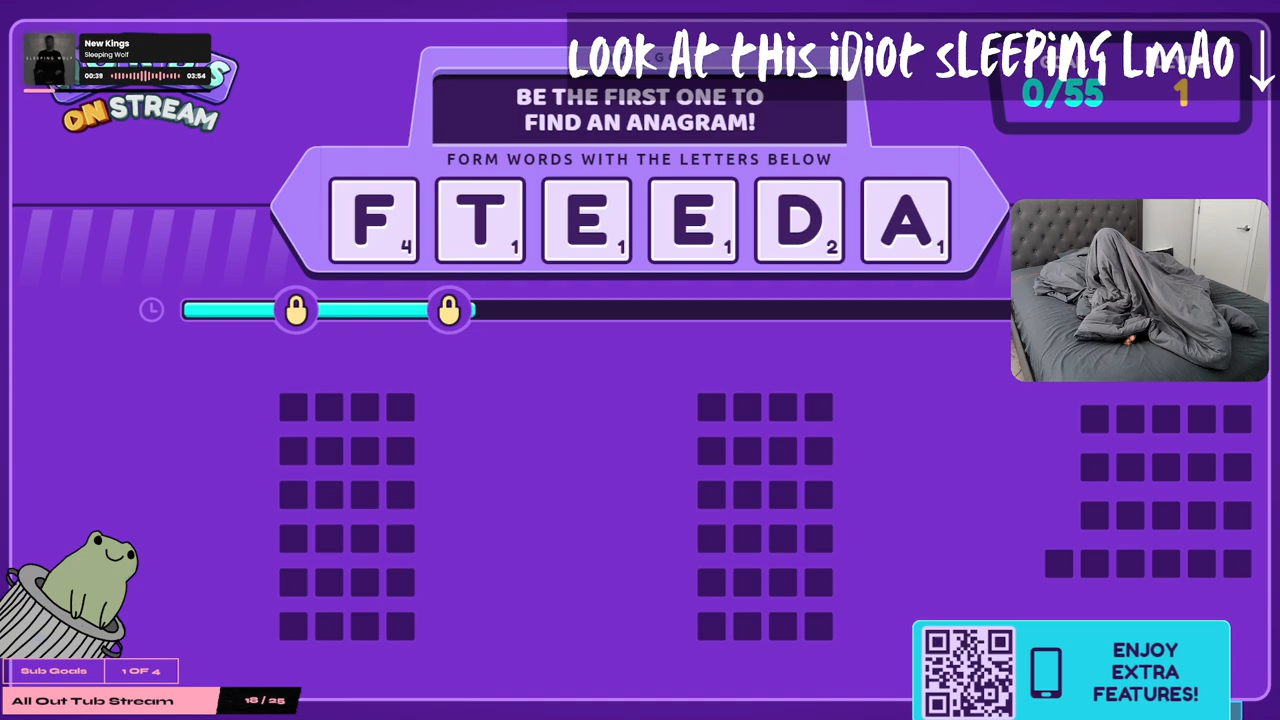 New Kings
Sleeping Wolf
SLEEPING WOLF
00:39
03:54
ON STREAM
LOOK At tHis iDiOt sLEEPiNG LmAO
0/55
1
BE THE FIRST ONE TO
FIND AN ANAGRAM!
FORM WORDS WITH THE LETTERS BELOW
F 4 T 1 E 1 E 1 D 2 A 1
Sub Goals 1 OF 4
All Out Tub Stream 18 / 25
ENJOY
EXTRA
FEATURES!